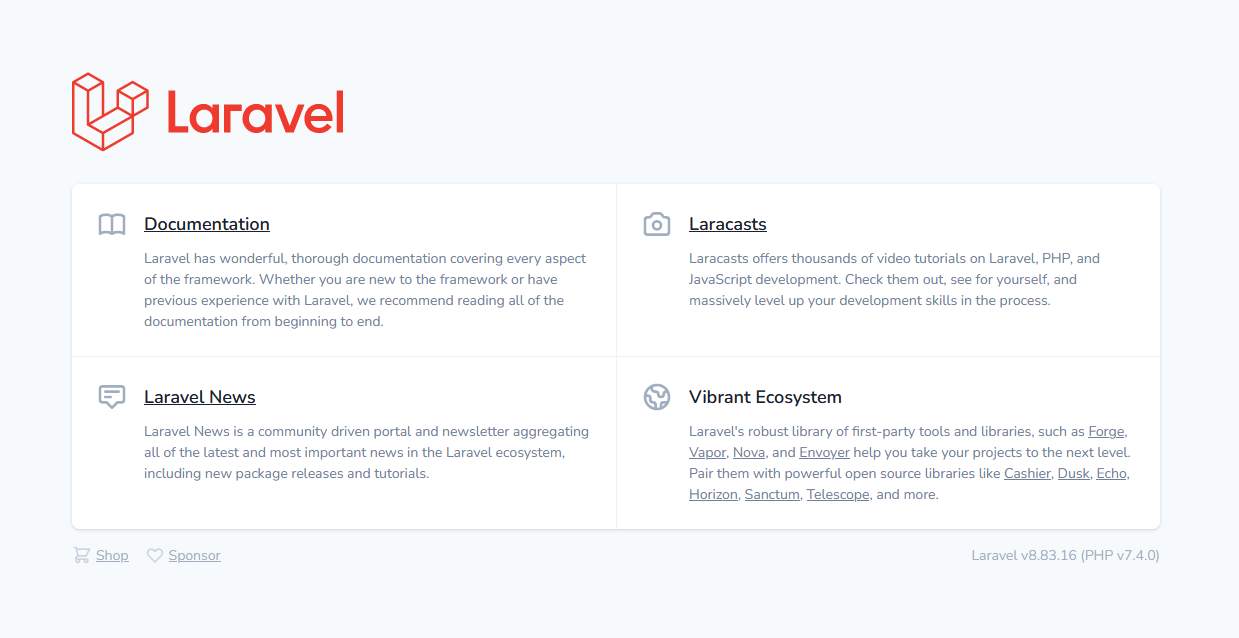 Laravel
Documentation
Laravel has wonderful, thorough documentation covering every aspect
of the framework. Whether you are new to the framework or have
previous experience with Laravel, we recommend reading all of the
documentation from beginning to end.
Laracasts
Laracasts offers thousands of video tutorials on Laravel, PHP, and
JavaScript development. Check them out, see for yourself, and
massively level up your development skills in the process.
Laravel News
Laravel News is a community driven portal and newsletter aggregating
all of the latest and most important news in the Laravel ecosystem,
including new package releases and tutorials.
Vibrant Ecosystem
Laravel's robust library of first-party tools and libraries, such as Forge,
Vapor, Nova, and Envoyer help you take your projects to the next level.
Pair them with powerful open source libraries like Cashier, Dusk, Echo,
Horizon, Sanctum, Telescope, and more.
Shop
Sponsor
Laravel v8.83.16 (PHP v7.4.0)